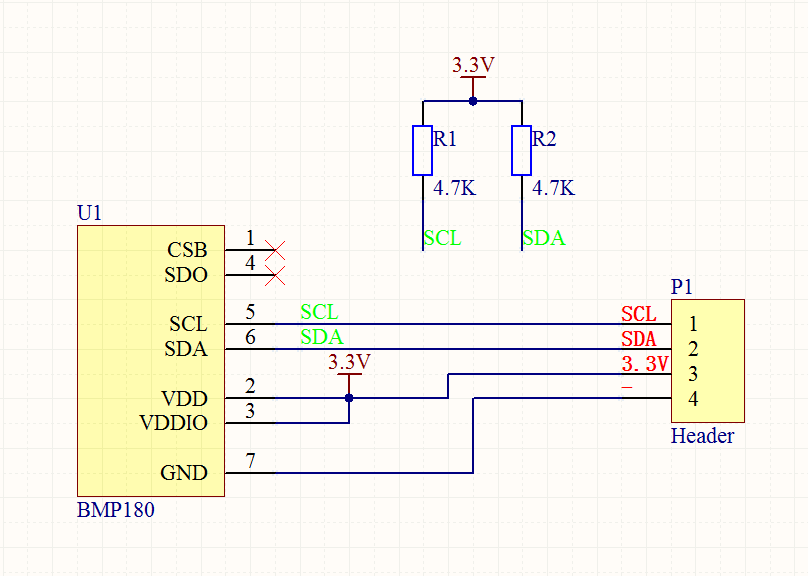 3.3V
R1
R2
4.7K
4.7K
SCL
SDA
U1
CSB
1
SDO
4
SCL
5
SCL
SDA
6
SDA
3.3V
VDD
2
VDDIO
3
GND
7
BMP180
P1
SCL
1
SDA
2
3.3V
3
–
4
Header